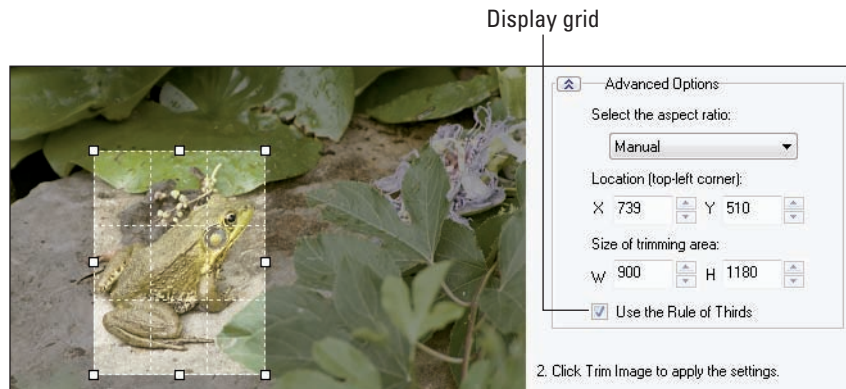 Display grid
Advanced Options
Select the aspect ratio:
Manual
Location (top-left corner):
X 739 Y 510
Size of trimming area:
W 900 H 1180
Use the Rule of Thirds
2. Click Trim Image to apply the settings.